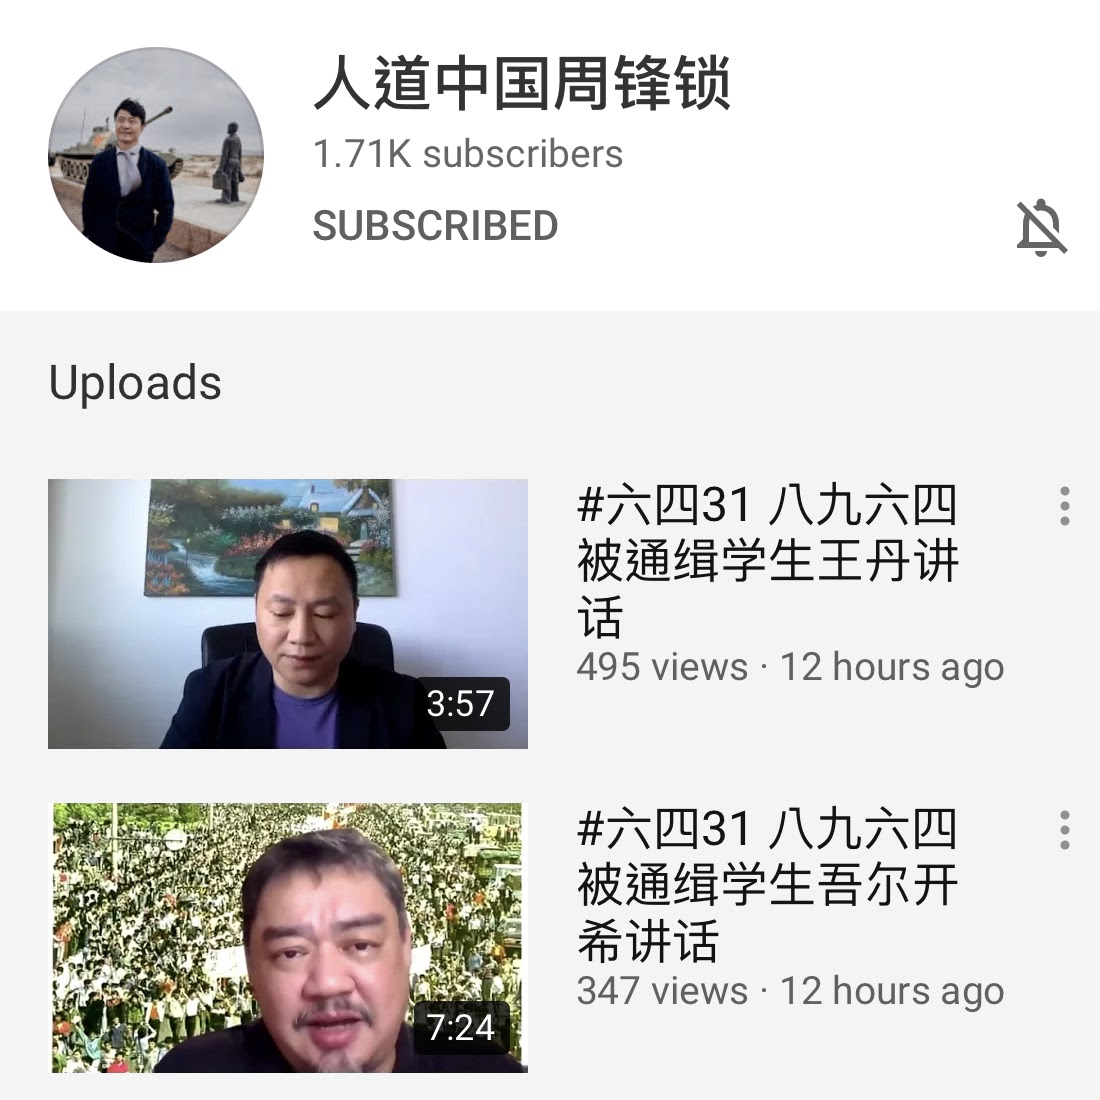 人道中国周锋锁
1.71K subscribers
SUBSCRIBED
Uploads
#六四31 八九六四
被通缉学生王丹讲
话
495 views · 12 hours ago
3:57
#六四31 八九六四
被通缉学生吾尔开
希讲话
347 views · 12 hours ago
7:24